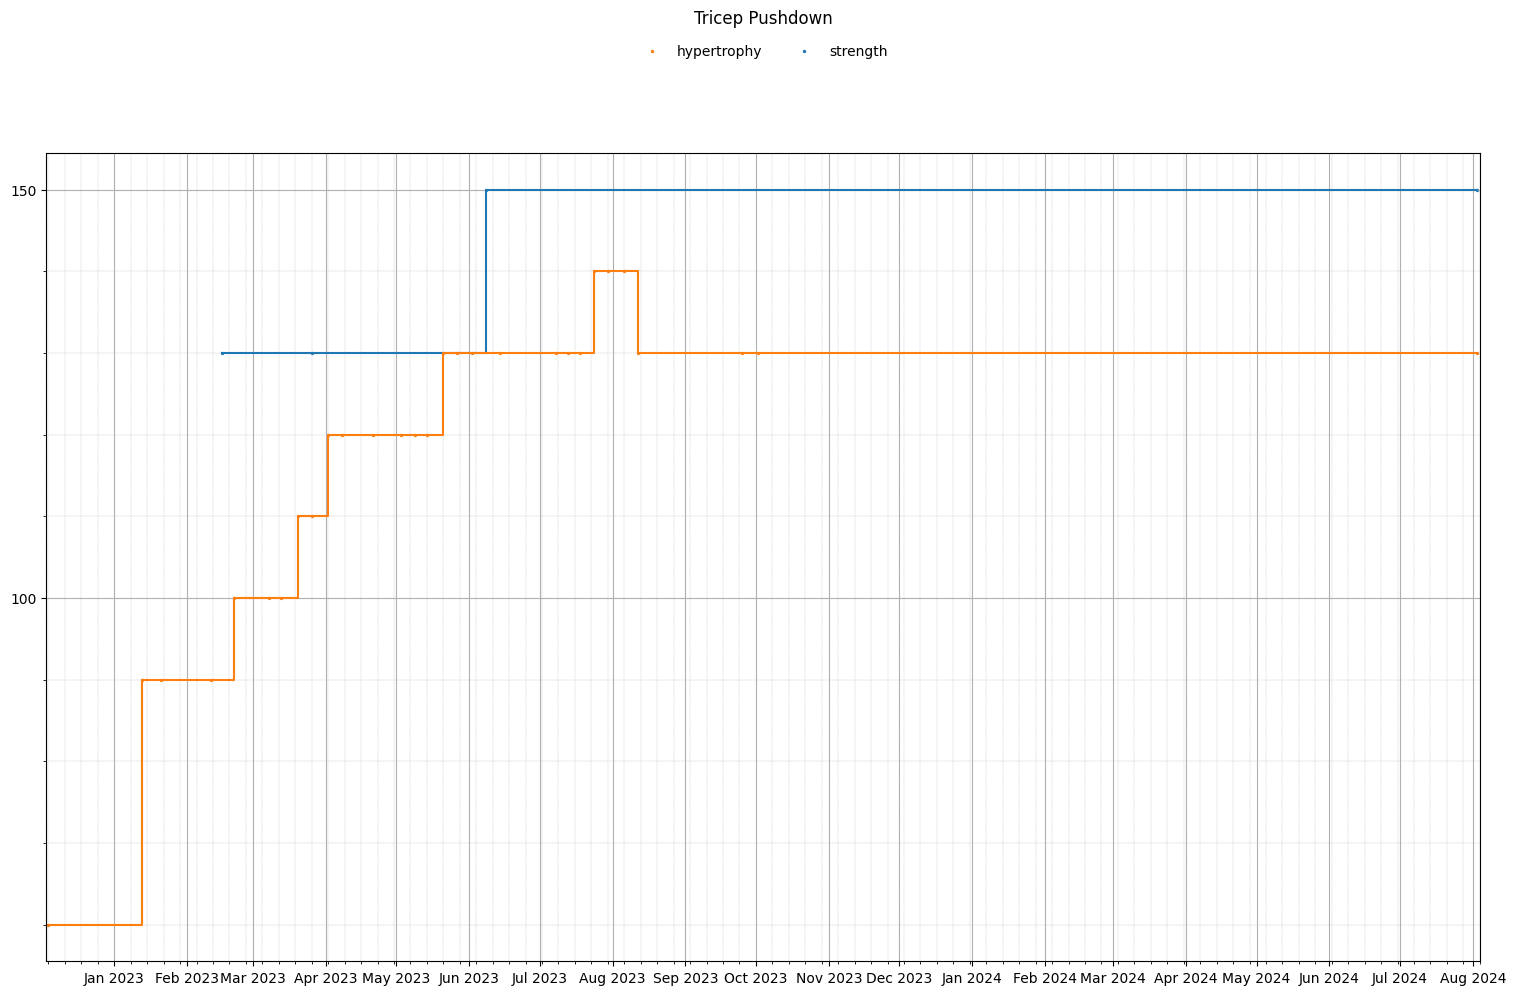 Tricep Pushdown
hypertrophy strength
150
100
Jan 2023 Feb 2023 Mar 2023 Apr 2023 May 2023 Jun 2023 Jul 2023 Aug 2023 Sep 2023 Oct 2023 Nov 2023 Dec 2023 Jan 2024 Feb 2024 Mar 2024 Apr 2024 May 2024 Jun 2024 Jul 2024 Aug 2024